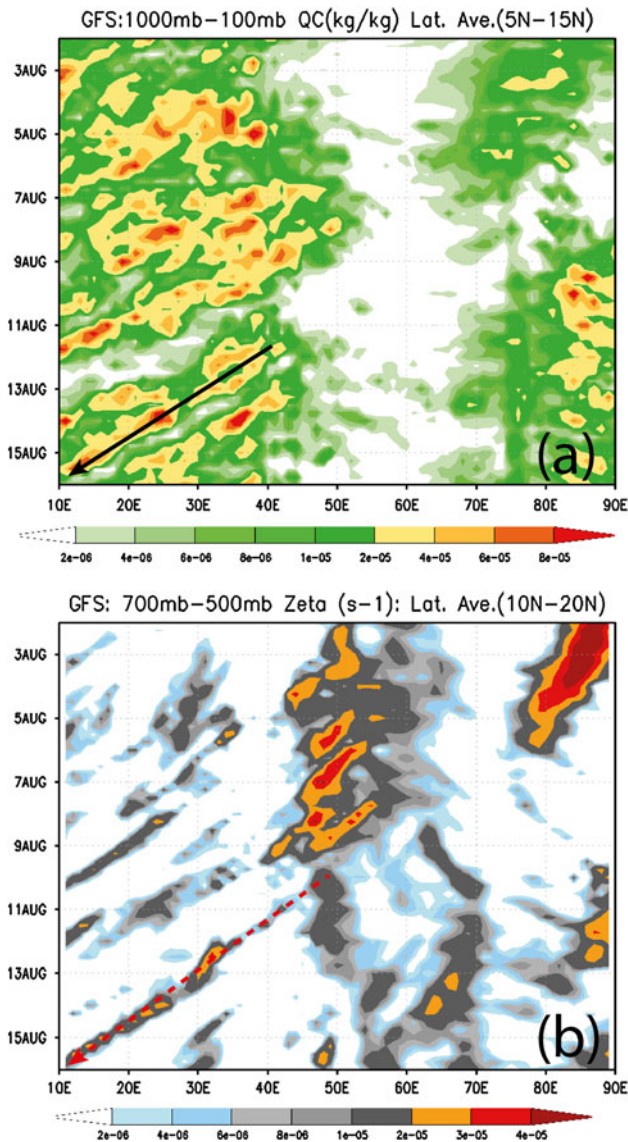 GFS:1000mb-100mb QC(kg/kg) Lat. Ave.(5N-15N)
3AUG
5AUG
7AUG
9AUG
11AUG
13AUG
15AUG
(a)
10E 20E 30E 40E 50E 60E 70E 80E 90E
2e-06 4e-06 6e-06 8e-06 1e-05 2e-05 4e-05 6e-05 8e-05
GFS: 700mb-500mb Zeta (s-1): Lat. Ave.(10N-20N)
3AUG
5AUG
7AUG
9AUG
11AUG
13AUG
15AUG
(b)
10E 20E 30E 40E 50E 60E 70E 80E 90E
2e-06 4e-06 6e-06 8e-06 1e-05 2e-05 3e-05 4e-05